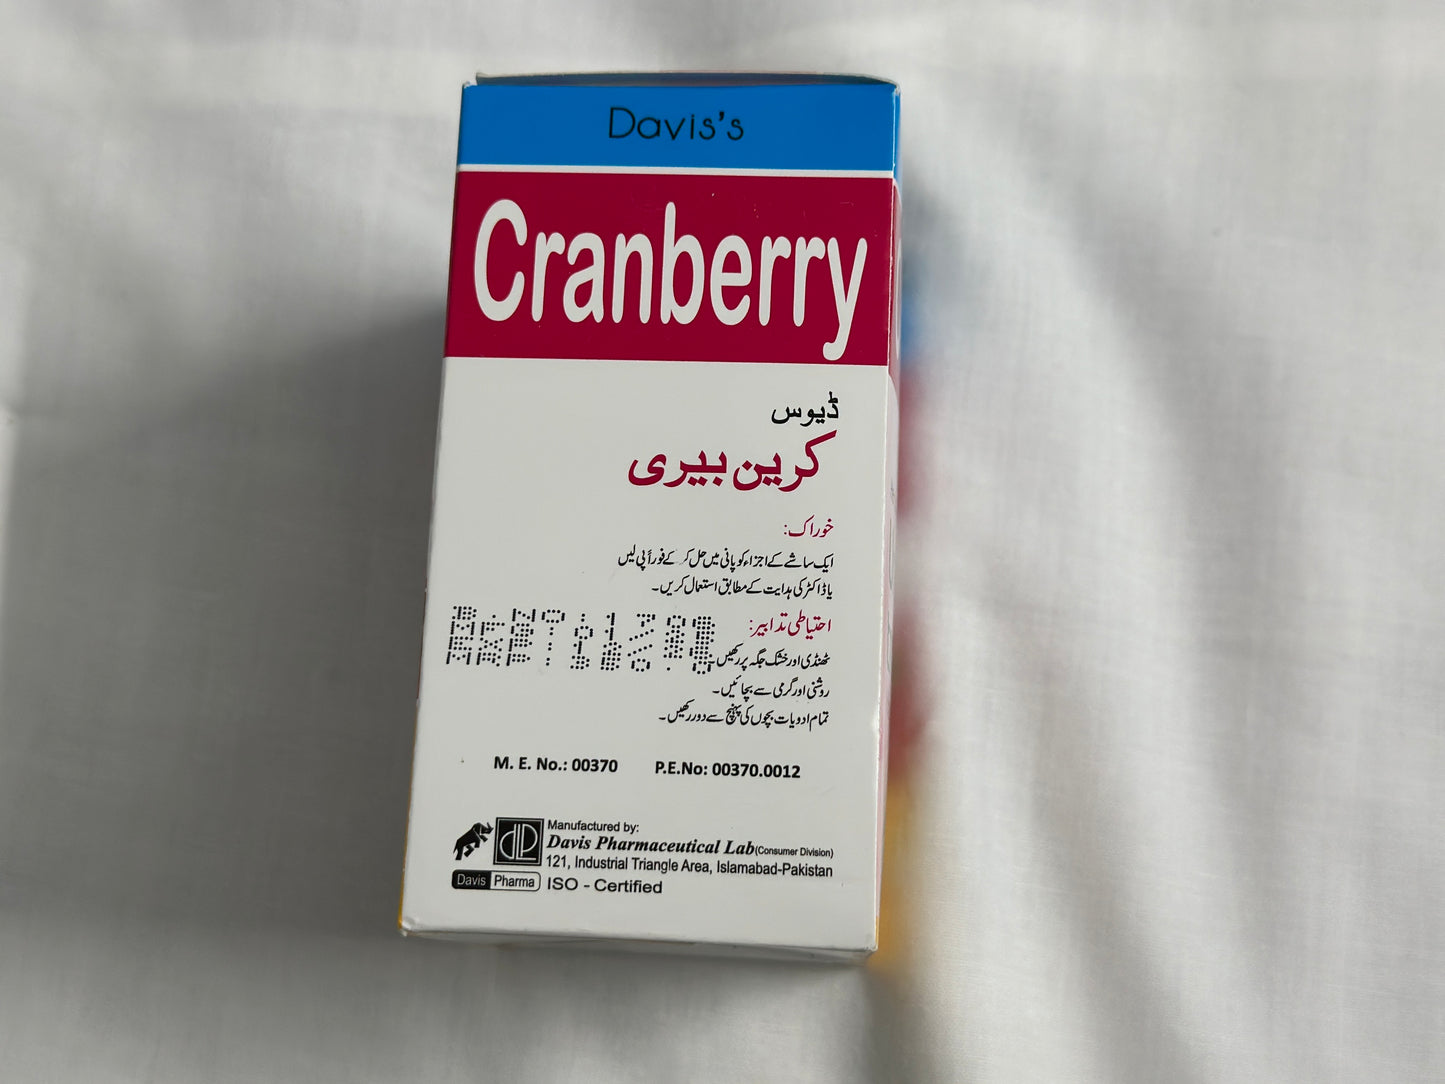 Davis's
Cranberry
ڈیوس
کرین بیری
خوراک:
ایک ساشے کے اجزاء کو پانی میں حل کر کے فوراً پی لیں
یا ڈاکٹر کی ہدایت کے مطابق استعمال کریں۔
احتیاطی تدابیر:
ٹھنڈی اور خشک جگہ پر رکھیں۔
روشنی اور گرمی سے بچائیں۔
تمام ادویات بچوں کی پہنچ سے دور رکھیں۔
M. E. No.: 00370 P.E.No: 00370.0012
Manufactured by:
Davis Pharmaceutical Lab (Consumer Division)
121, Industrial Triangle Area, Islamabad-Pakistan
Davis Pharma ISO - Certified